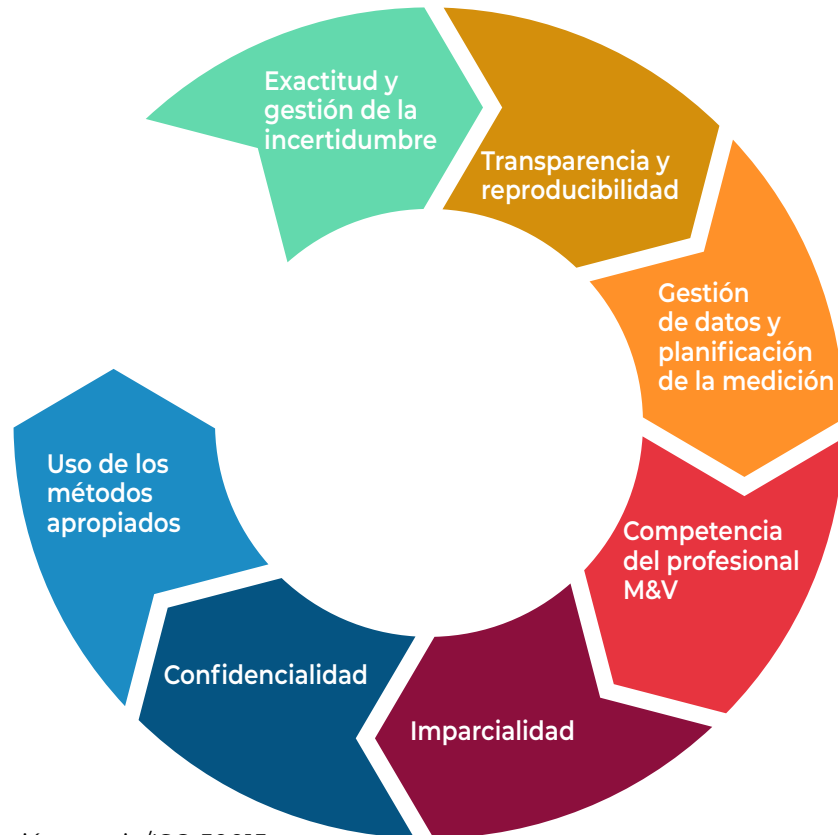 Exactitud y
gestión de la
incertidumbre
Transparencia y
reproducibilidad
Gestión
de datos y
planificación
de la medición
Competencia
del profesional
M&V
Imparcialidad
Confidencialidad
Uso de los
métodos
apropiados